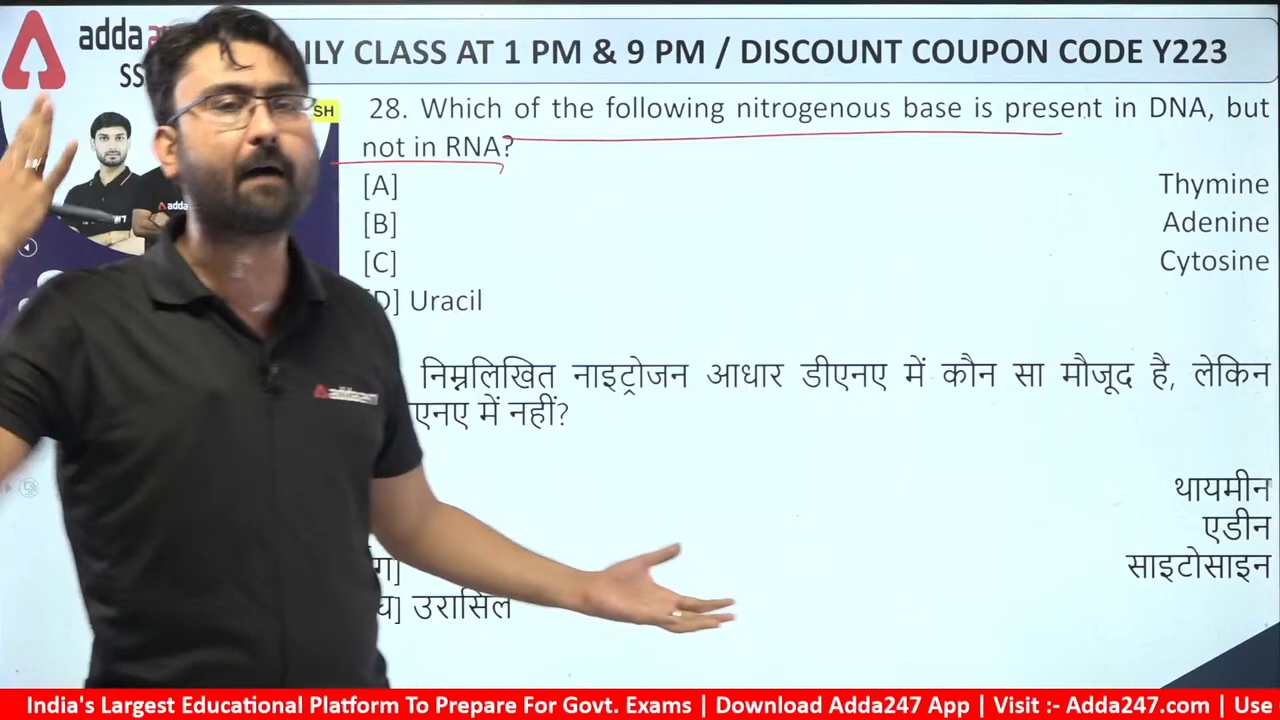 adda
SS
ILY CLASS AT 1 PM & 9 PM / DISCOUNT COUPON CODE Y223
SH
28. Which of the following nitrogenous base is present in DNA, but
not in RNA?
[A] Thymine
[B] Adenine
[C] Cytosine
D] Uracil
निम्नलिखित नाइट्रोजन आधार डीएनए में कौन सा मौजूद है, लेकिन
एनए में नहीं?
थायमीन
एडीन
ग] साइटोसाइन
घ] उरासिल
India's Largest Educational Platform To Prepare For Govt. Exams | Download Adda247 App | Visit :- Adda247.com | Use